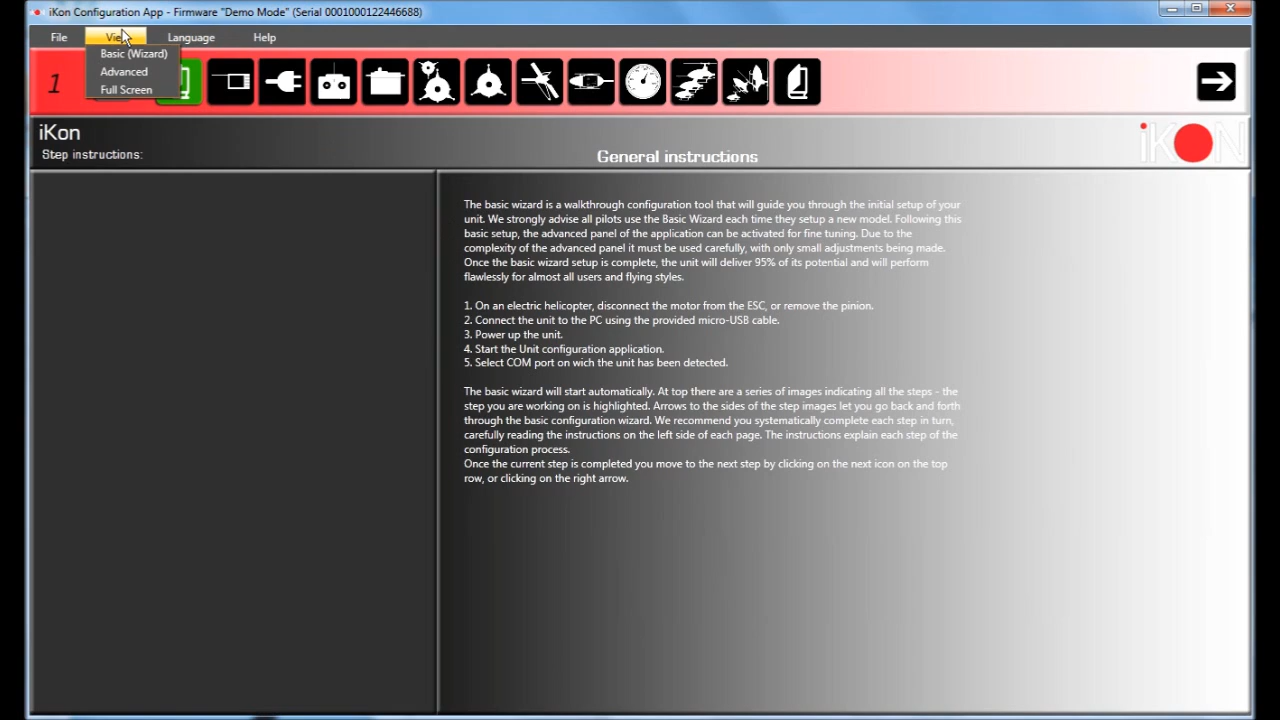 iKon Configuration App - Firmware "Demo Mode" (Serial 0001000122446688)
File View Language Help
Basic (Wizard)
Advanced
Full Screen
1
iKon
Step instructions:
General instructions
iKON
The basic wizard is a walkthrough configuration tool that will guide you through the initial setup of your
unit. We strongly advise all pilots use the Basic Wizard each time they setup a new model. Following this
basic setup, the advanced panel of the application can be activated for fine tuning. Due to the
complexity of the advanced panel it must be used carefully, with only small adjustments being made.
Once the basic wizard setup is complete, the unit will deliver 95% of its potential and will perform
flawlessly for almost all users and flying styles.
1. On an electric helicopter, disconnect the motor from the ESC, or remove the pinion.
2. Connect the unit to the PC using the provided micro-USB cable.
3. Power up the unit.
4. Start the Unit configuration application.
5. Select COM port on wich the unit has been detected.
The basic wizard will start automatically. At top there are a series of images indicating all the steps - the
step you are working on is highlighted. Arrows to the sides of the step images let you go back and forth
through the basic configuration wizard. We recommend you systematically complete each step in turn,
carefully reading the instructions on the left side of each page. The instructions explain each step of the
configuration process.
Once the current step is completed you move to the next step by clicking on the next icon on the top
row, or clicking on the right arrow.